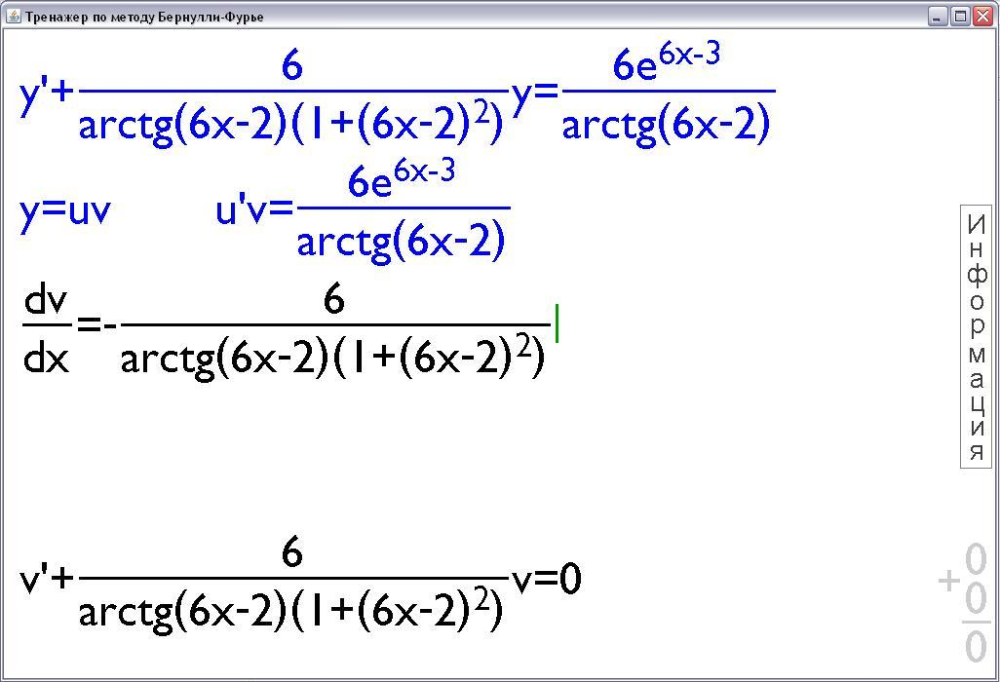 Тренажер по методу Бернулли-Фурье
y'+ 6/(arctg(6x-2)(1+(6x-2)²)) y= 6e^(6x-3)/arctg(6x-2)
y=uv u'v= 6e^(6x-3)/arctg(6x-2)
dv/dx =- 6/(arctg(6x-2)(1+(6x-2)²))
v'+ 6/(arctg(6x-2)(1+(6x-2)²)) v=0
Информация
0
+0
0